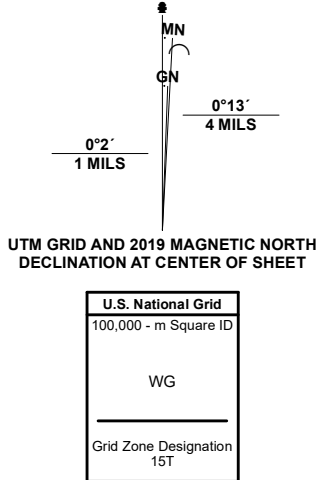 MN
GN
0°13´
4 MILS
0°2´
1 MILS
UTM GRID AND 2019 MAGNETIC NORTH
DECLINATION AT CENTER OF SHEET
U.S. National Grid
100,000 - m Square ID
WG
Grid Zone Designation
15T